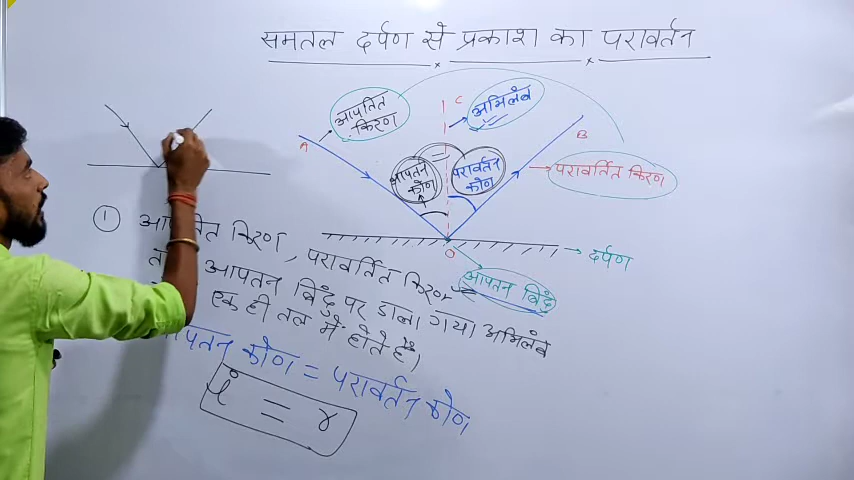 समतल दर्पण से प्रकाश का परावर्तन
आपतित
किरण
C
अभिलंब
A
B
आपतन
कोण
=
परावर्तन
कोण
परावर्तित किरण
O
दर्पण
आपतन बिंदु
① आपतित किरण, परावर्तित किरण
आपतन बिंदु पर डाला गया अभिलंब
एक ही तल में होते है।
कोण = परावर्तन कोण
i = r